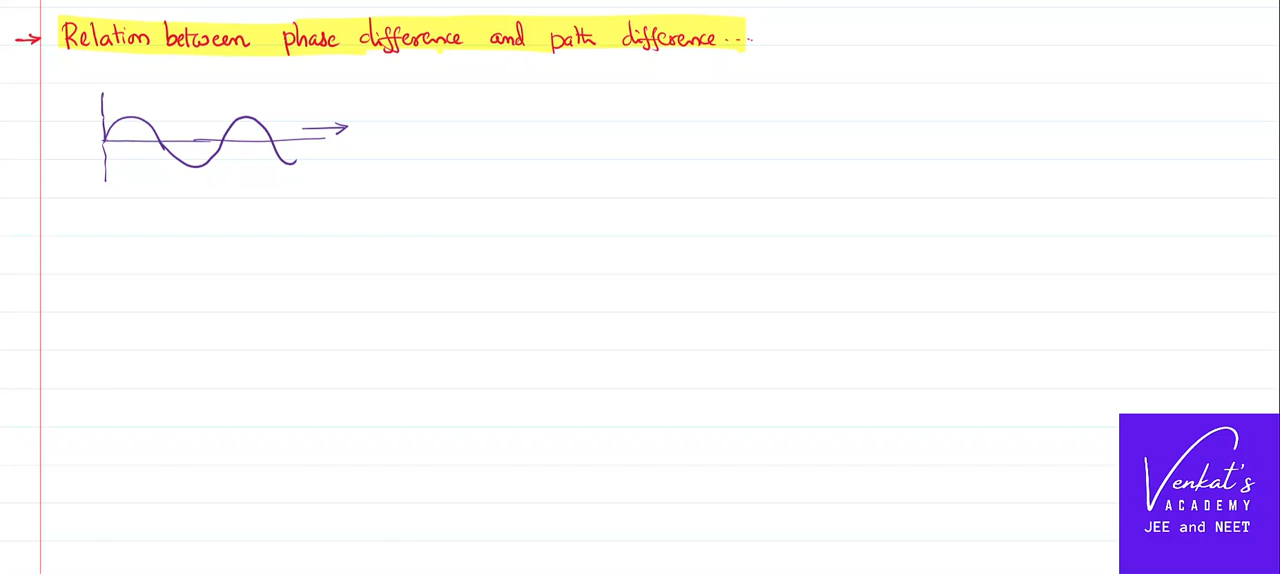 → Relation between phase difference and path difference...
Venkat's
ACADEMY
JEE and NEET